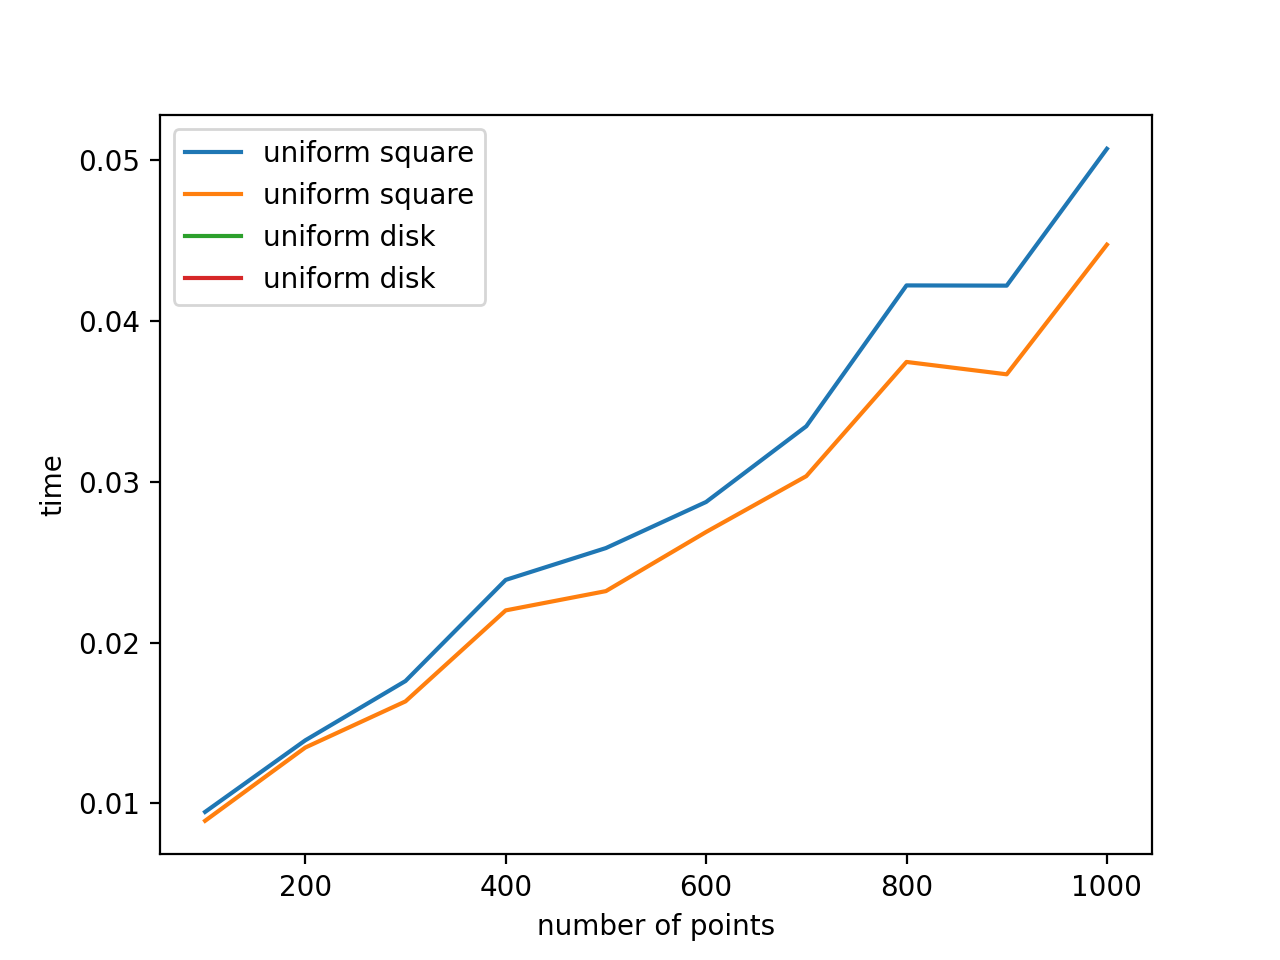 uniform square
uniform square
uniform disk
uniform disk
0.05
0.04
0.03
0.02
0.01
time
200 400 600 800 1000
number of points